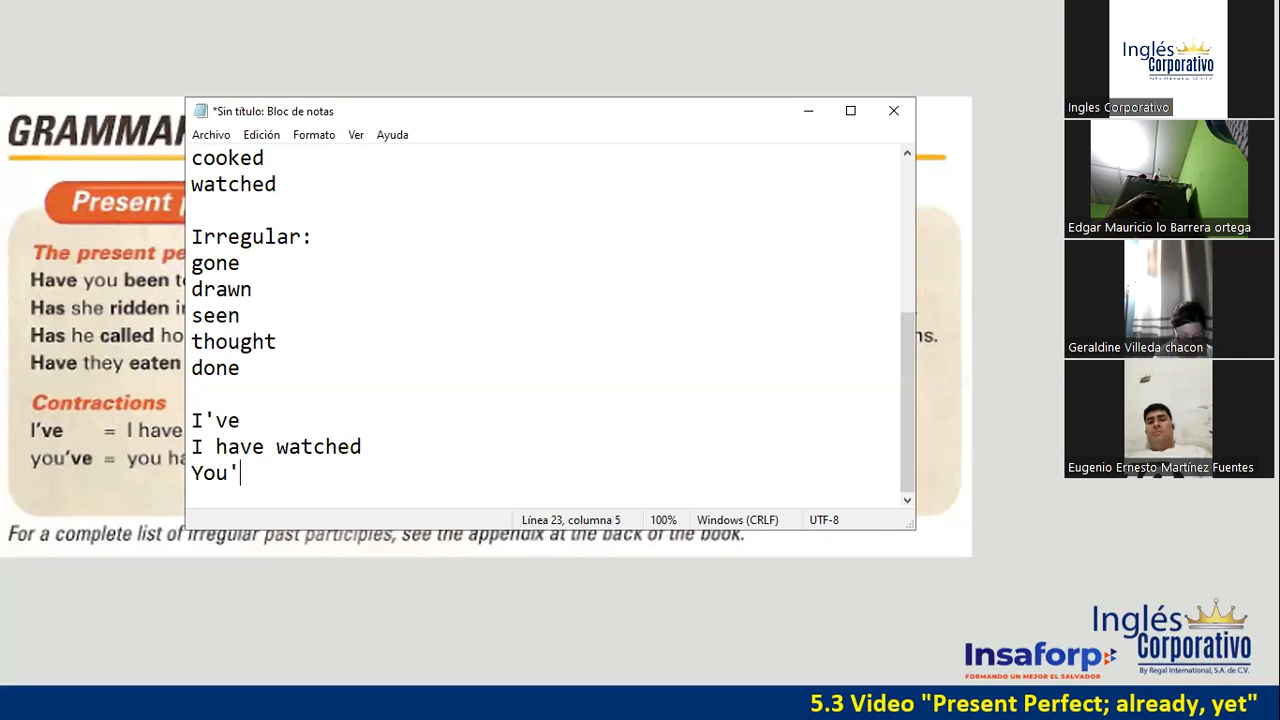 GRAMMAR
Present p
The present pe
Have you been t
Has she ridden i
Has he called ho
Have they eaten
ns.
Contractions
I've = I have
you've = you ha
For a complete list of irregular past participles, see the appendix at the back of the book.
*Sin título: Bloc de notas
Archivo Edición Formato Ver Ayuda
cooked
watched
Irregular:
gone
drawn
seen
thought
done
I've
I have watched
You'
Línea 23, columna 5 100% Windows (CRLF) UTF-8
Inglés
Corporativo
Ingles Corporativo
Edgar Mauricio lo Barrera ortega
Geraldine Villeda chacon
Eugenio Ernesto Martínez Fuentes
Insaforp
FORMANDO UN MEJOR EL SALVADOR
Inglés
Corporativo
By Regal International, S.A. de C.V.
5.3 Video "Present Perfect; already, yet"